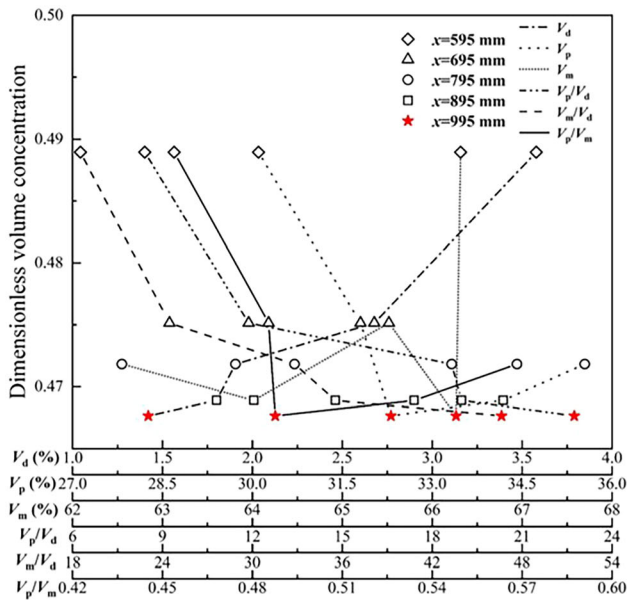 0.50
0.49
0.48
0.47
Dimensionless volume concentration
x=595 mm
x=695 mm
x=795 mm
x=895 mm
x=995 mm
Vd
Vp
Vm
Vp/Vd
Vm/Vd
Vp/Vm
Vd (%) 1.0 1.5 2.0 2.5 3.0 3.5 4.0
Vp (%) 27.0 28.5 30.0 31.5 33.0 34.5 36.0
Vm (%) 62 63 64 65 66 67 68
Vp/Vd 6 9 12 15 18 21 24
Vm/Vd 18 24 30 36 42 48 54
Vp/Vm 0.42 0.45 0.48 0.51 0.54 0.57 0.60